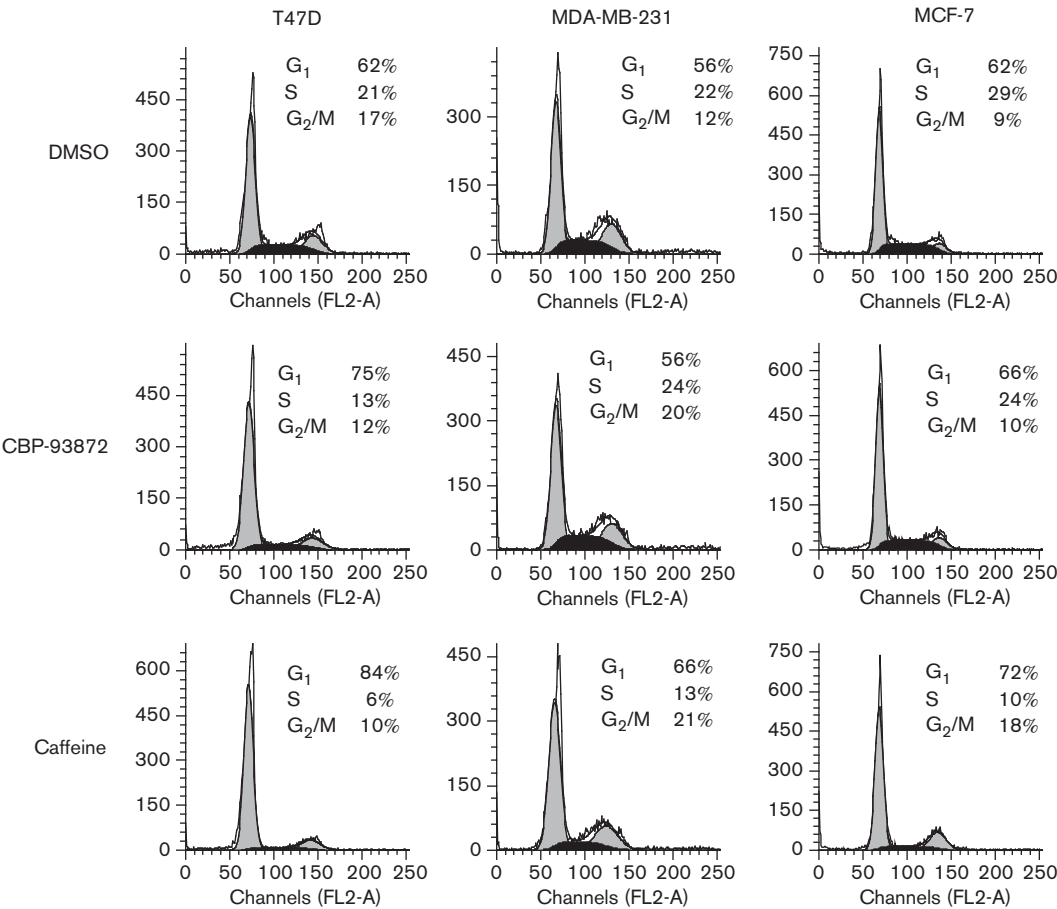 T47D MDA-MB-231 MCF-7
DMSO
G1 62%
S 21%
G2/M 17%
450
300
150
0
0 50 100 150 200 250
Channels (FL2-A)
G1 56%
S 22%
G2/M 12%
300
150
0
0 50 100 150 200 250
Channels (FL2-A)
G1 62%
S 29%
G2/M 9%
750
600
450
300
150
0
0 50 100 150 200 250
Channels (FL2-A)
CBP-93872
G1 75%
S 13%
G2/M 12%
450
300
150
0
0 50 100 150 200 250
Channels (FL2-A)
G1 56%
S 24%
G2/M 20%
450
300
150
0
0 50 100 150 200 250
Channels (FL2-A)
G1 66%
S 24%
G2/M 10%
600
450
300
150
0
0 50 100 150 200 250
Channels (FL2-A)
Caffeine
G1 84%
S 6%
G2/M 10%
600
450
300
150
0
0 50 100 150 200 250
Channels (FL2-A)
G1 66%
S 13%
G2/M 21%
450
300
150
0
0 50 100 150 200 250
Channels (FL2-A)
G1 72%
S 10%
G2/M 18%
750
600
450
300
150
0
0 50 100 150 200 250
Channels (FL2-A)